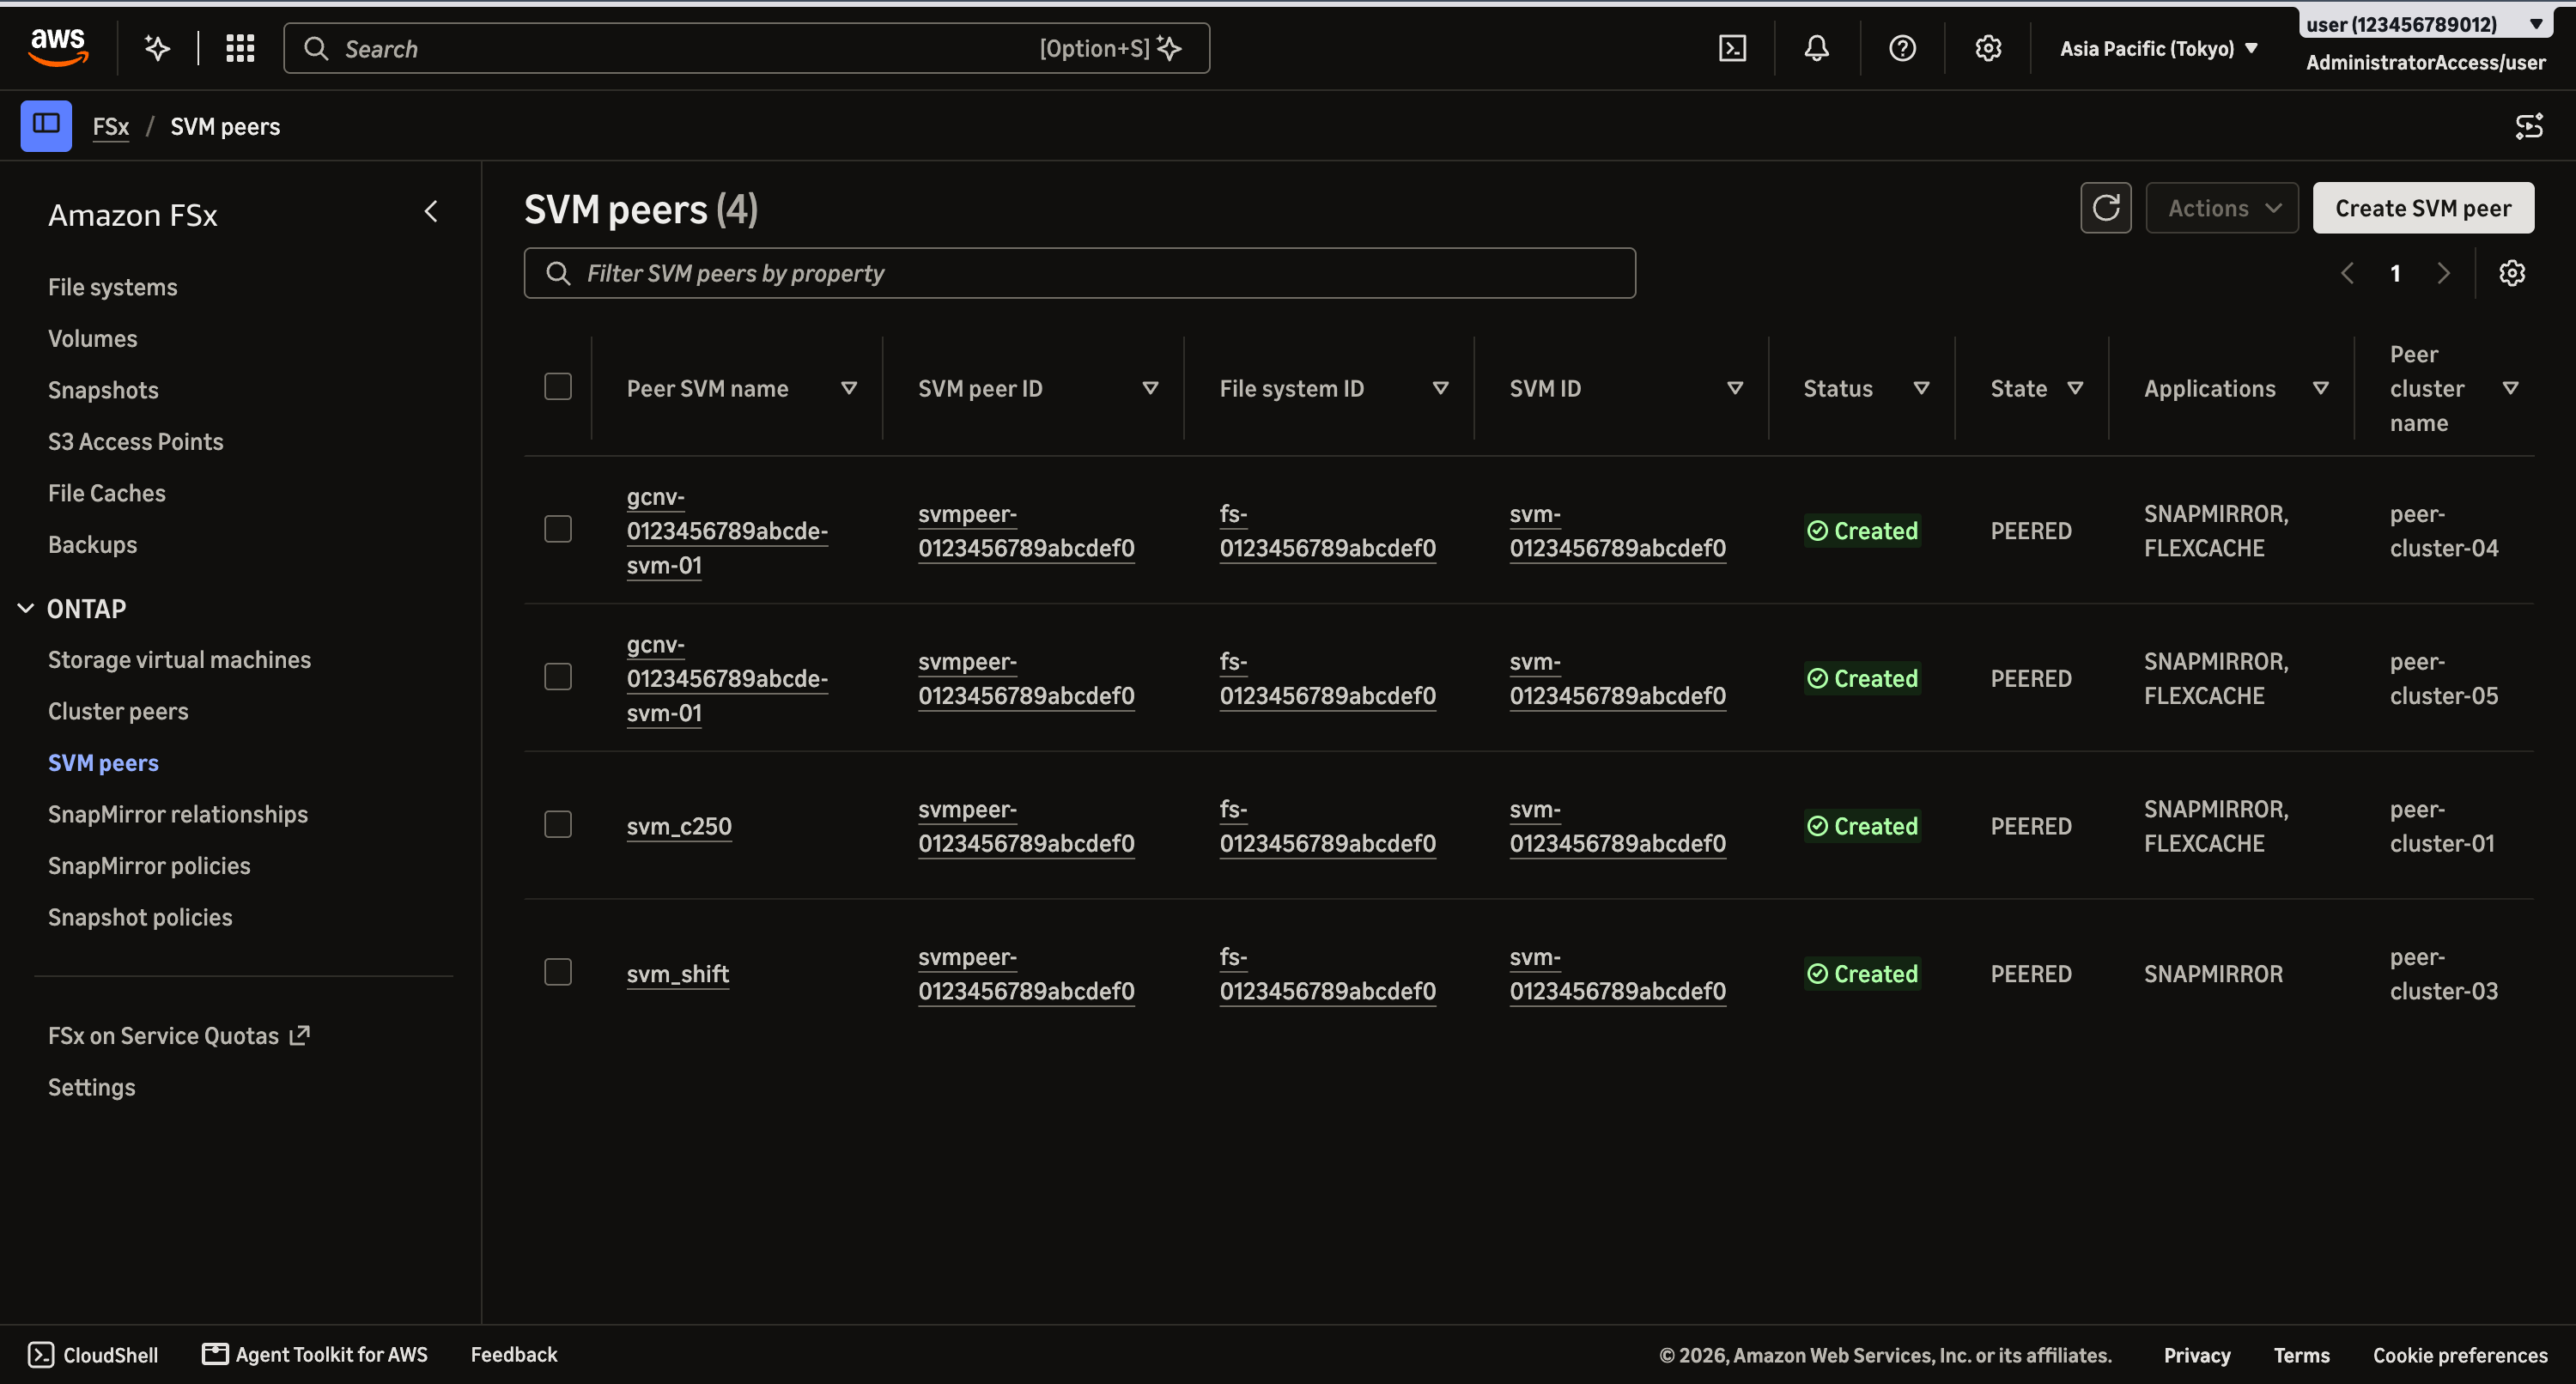 aws
Search
[Option+S]
Asia Pacific (Tokyo)
user (123456789012)
AdministratorAccess/user
FSx / SVM peers
Amazon FSx
File systems
Volumes
Snapshots
S3 Access Points
File Caches
Backups
ONTAP
Storage virtual machines
Cluster peers
SVM peers
SnapMirror relationships
SnapMirror policies
Snapshot policies
FSx on Service Quotas
Settings
SVM peers (4)
Actions
Create SVM peer
Filter SVM peers by property
1
Peer SVM name
SVM peer ID
File system ID
SVM ID
Status
State
Applications
Peer
cluster
name
gcnv-
0123456789abcde-
svm-01
svmpeer-
0123456789abcdef0
fs-
0123456789abcdef0
svm-
0123456789abcdef0
Created
PEERED
SNAPMIRROR,
FLEXCACHE
peer-
cluster-04
gcnv-
0123456789abcde-
svm-01
svmpeer-
0123456789abcdef0
fs-
0123456789abcdef0
svm-
0123456789abcdef0
Created
PEERED
SNAPMIRROR,
FLEXCACHE
peer-
cluster-05
svm_c250
svmpeer-
0123456789abcdef0
fs-
0123456789abcdef0
svm-
0123456789abcdef0
Created
PEERED
SNAPMIRROR,
FLEXCACHE
peer-
cluster-01
svm_shift
svmpeer-
0123456789abcdef0
fs-
0123456789abcdef0
svm-
0123456789abcdef0
Created
PEERED
SNAPMIRROR
peer-
cluster-03
CloudShell
Agent Toolkit for AWS
Feedback
© 2026, Amazon Web Services, Inc. or its affiliates.
Privacy
Terms
Cookie preferences